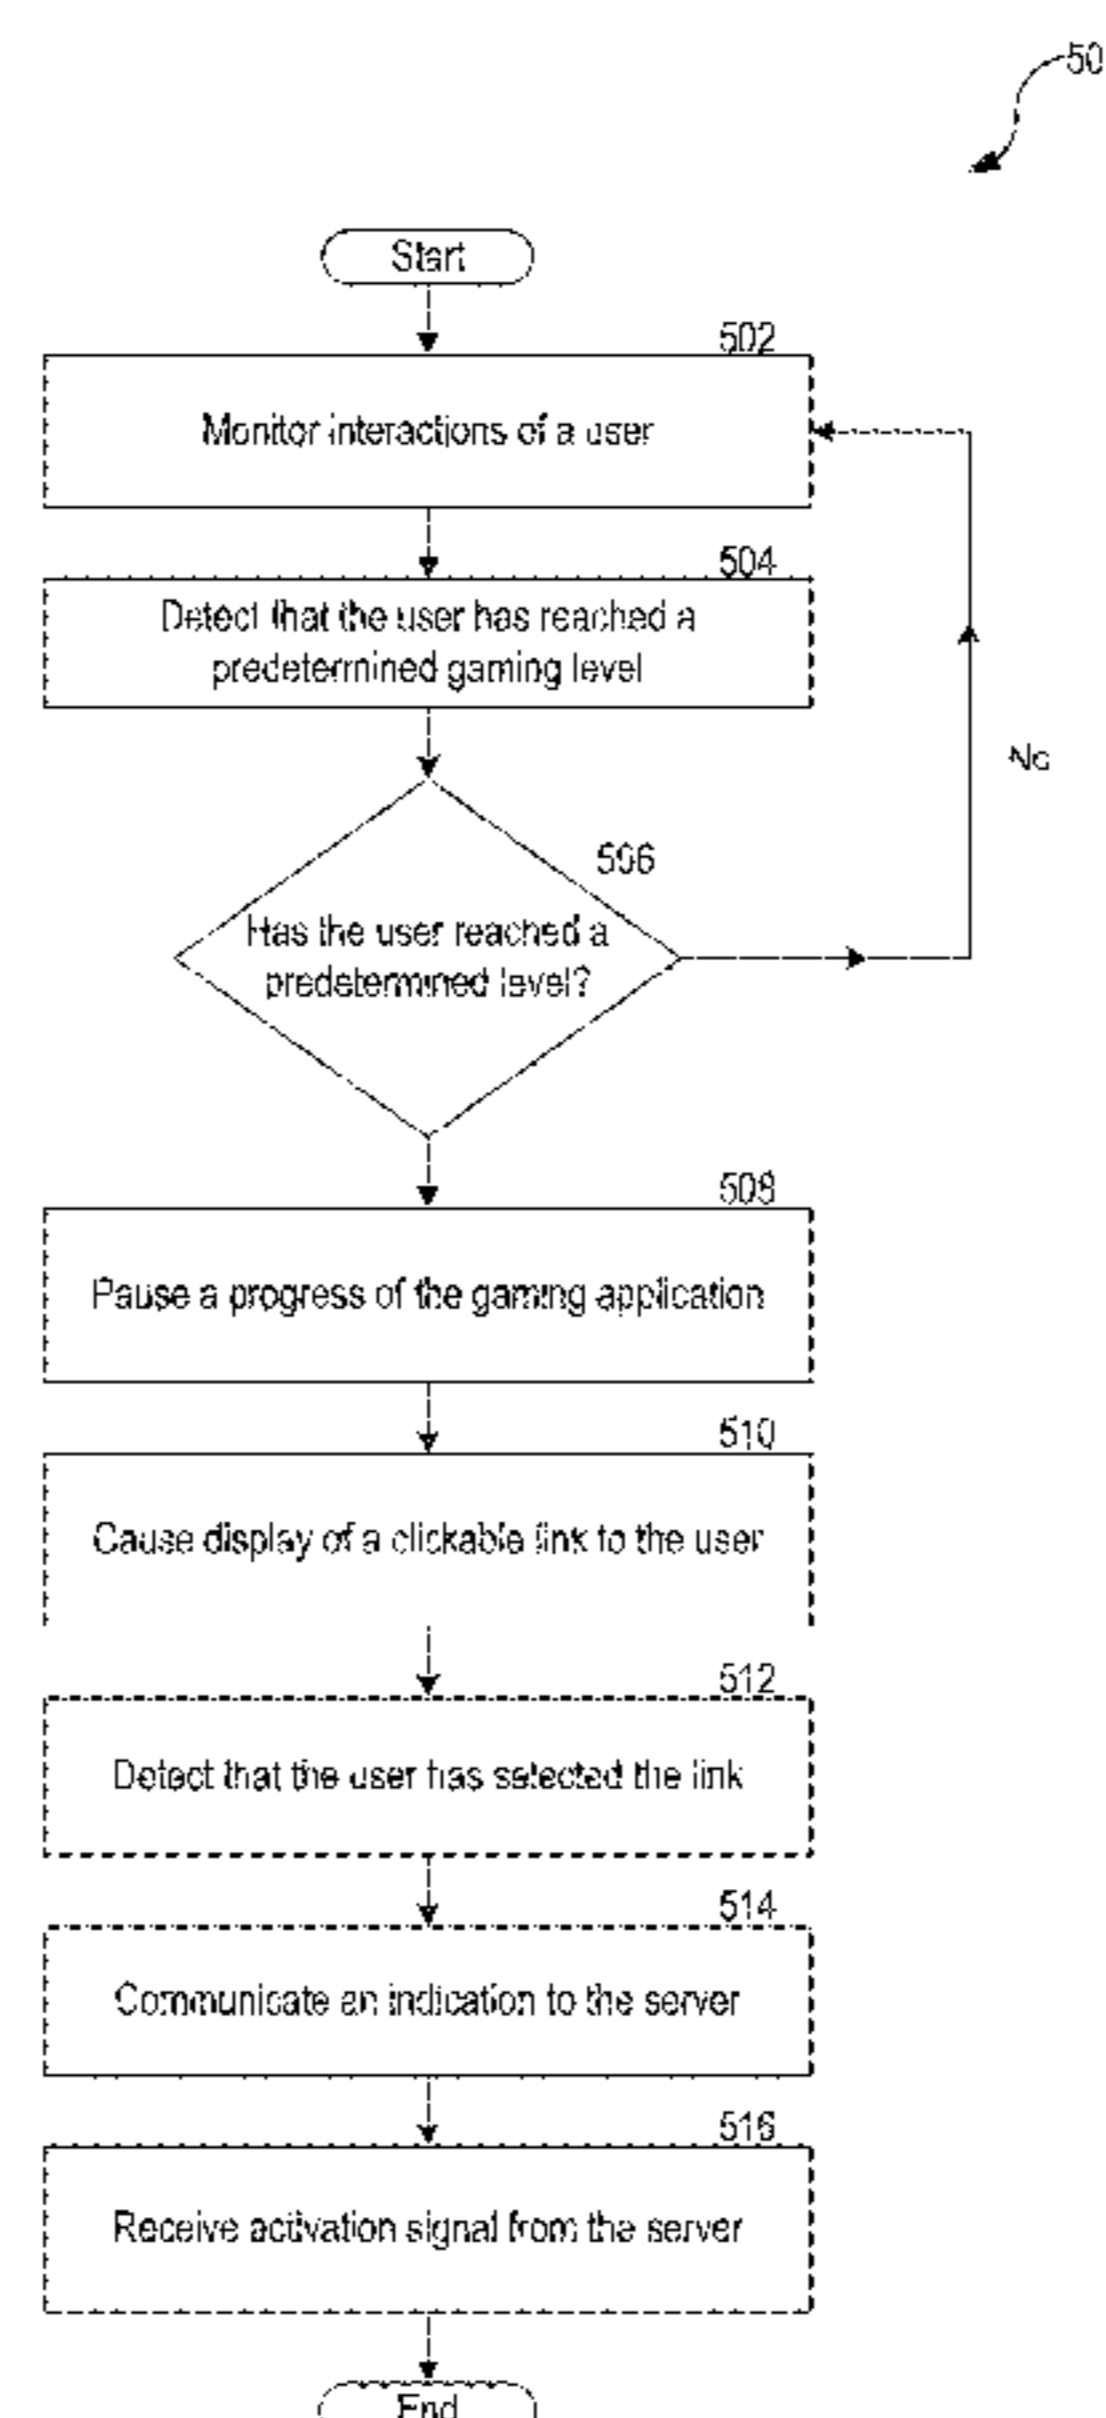 50
Start
502
Monitor interactions of a user
504
Detect that the user has reached a
predetermined gaming level
No
506
Has the user reached a
predetermined level?
508
Pause a progress of the gaming application
510
Cause display of a clickable link to the user
512
Detect that the user has selected the link
514
Communicate an indication to the server
516
Receive activation signal from the server
End